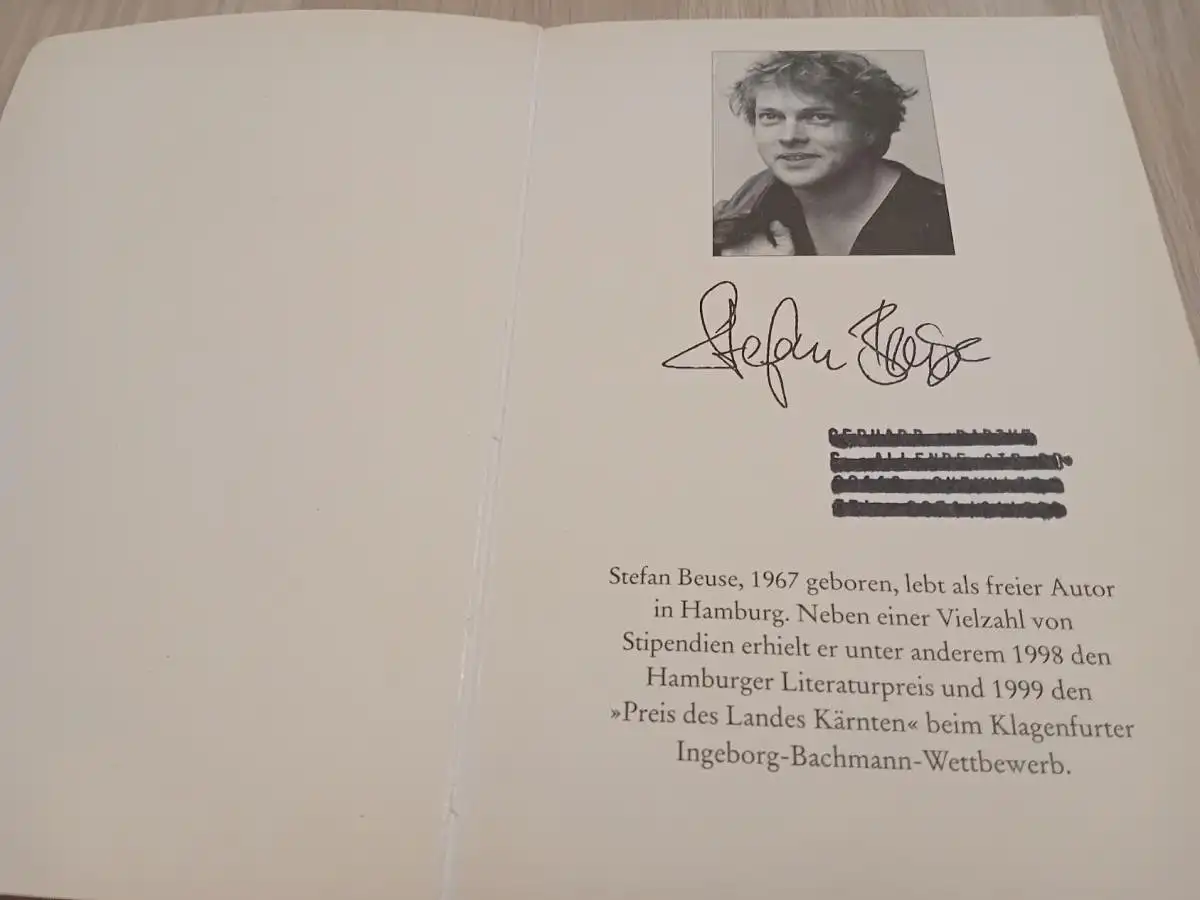 Stefan Beuse
Stefan Beuse, 1967 geboren, lebt als freier Autor
in Hamburg. Neben einer Vielzahl von
Stipendien erhielt er unter anderem 1998 den
Hamburger Literaturpreis und 1999 den
»Preis des Landes Kärnten« beim Klagenfurter
Ingeborg-Bachmann-Wettbewerb.